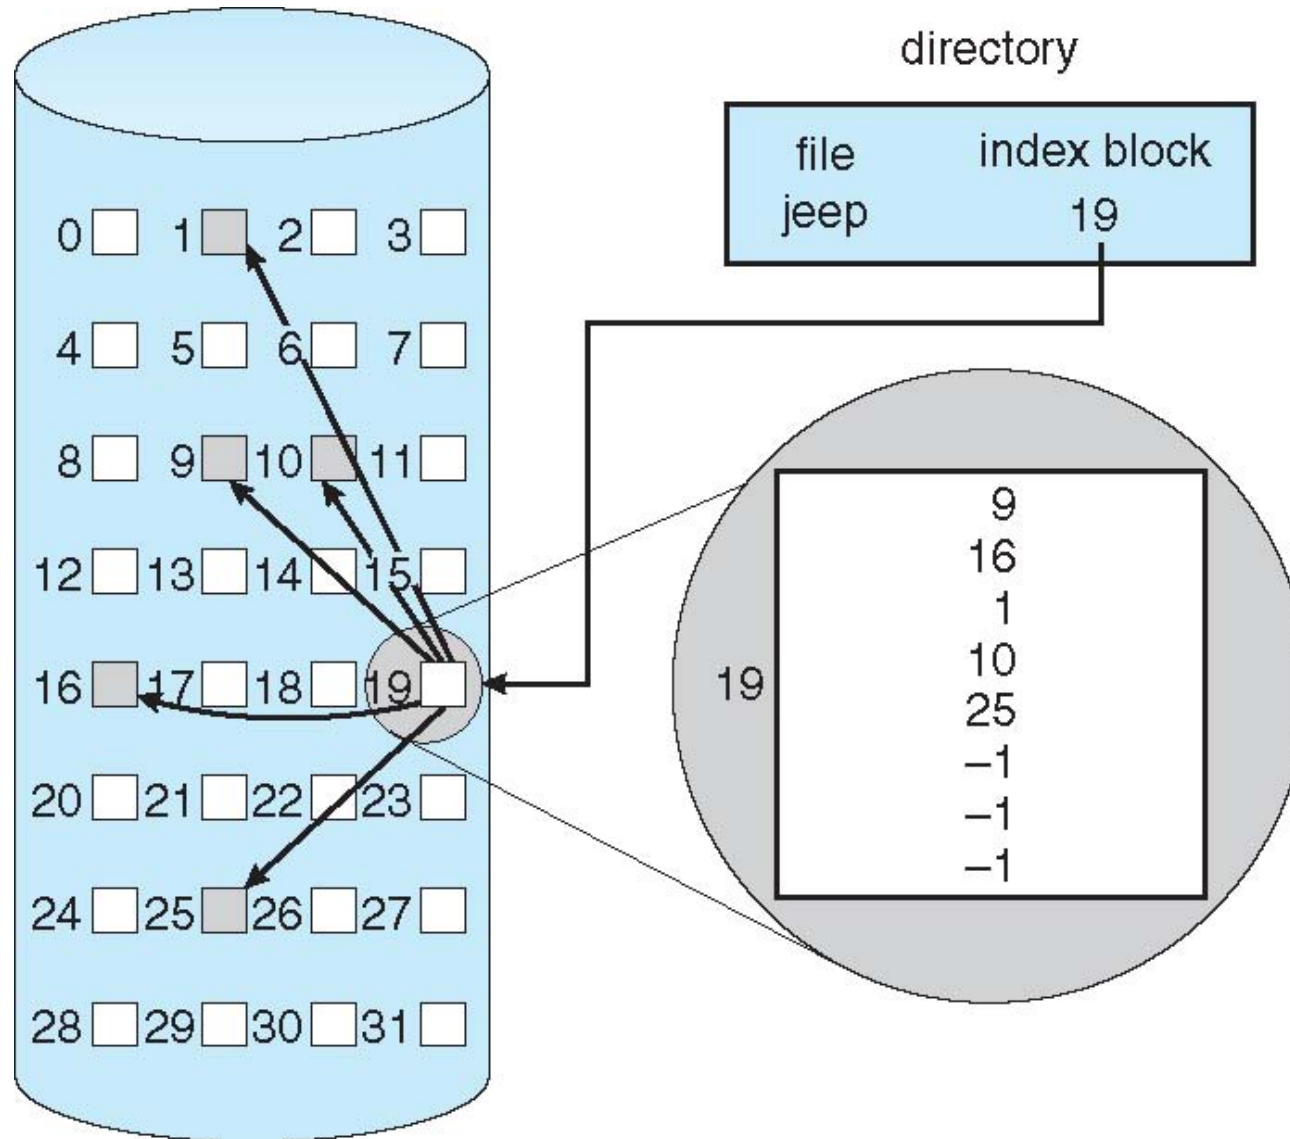 directory
file index block
jeep 19
0 1 2 3
4 5 6 7
8 9 10 11
12 13 14 15
16 17 18 19
20 21 22 23
24 25 26 27
28 29 30 31
19
9
16
1
10
25
–1
–1
–1